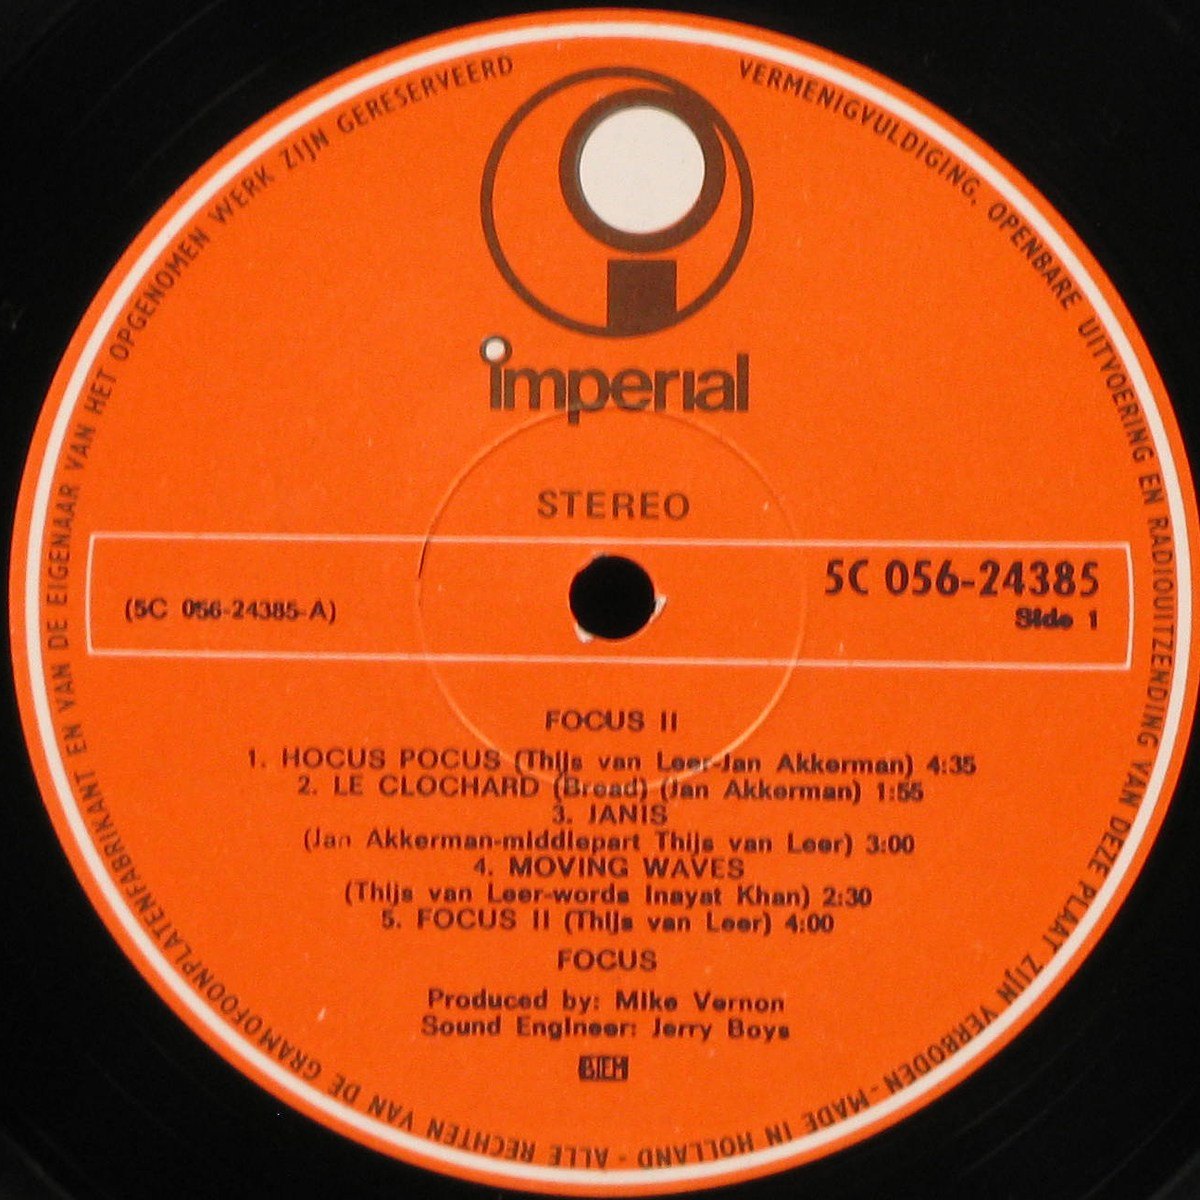 imperial
STEREO
(5C 056-24385-A)
5C 056-24385
Side 1
FOCUS II
1. HOCUS POCUS (Thijs van Leer-Jan Akkerman) 4:35
2. LE CLOCHARD (Bread) (Jan Akkerman) 1:55
3. JANIS
(Jan Akkerman-middlepart Thijs van Leer) 3:00
4. MOVING WAVES
(Thijs van Leer-words Inayat Khan) 2:30
5. FOCUS II (Thijs van Leer) 4:00
FOCUS
Produced by: Mike Vernon
Sound Engineer: Jerry Boys
BIEM
VERMENIGVULDIGING, OPENBARE UITVOERING EN RADIOUITZENDING VAN DEZE PLAAT ZIJN VERBODEN - MADE IN HOLLAND - ALLE RECHTEN VAN DE GRAMOFOONPLATENFABRIKANT EN VAN DE EIGENAAR VAN HET OPGENOMEN WERK ZIJN GERESERVEERD